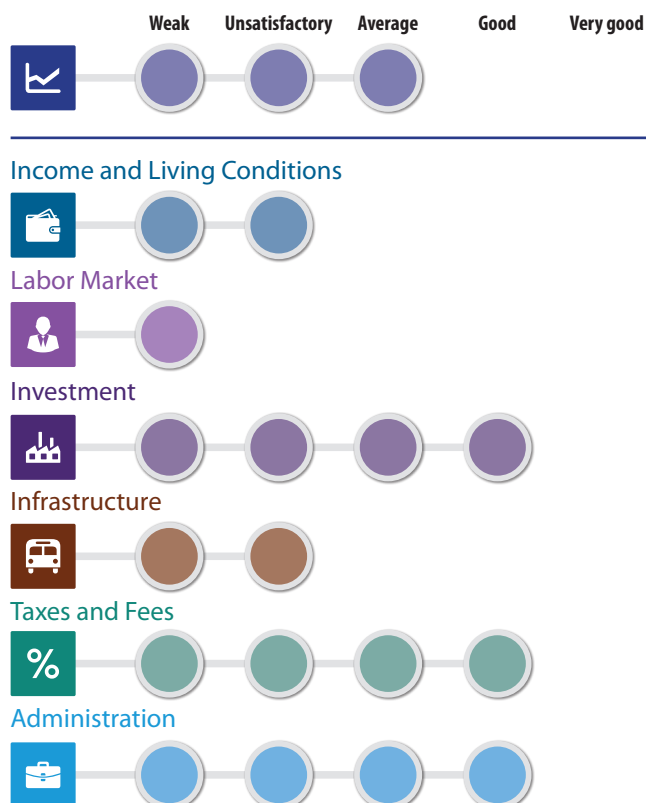 Weak Unsatisfactory Average Good Very good
Income and Living Conditions
Labor Market
Investment
Infrastructure
Taxes and Fees
%
Administration